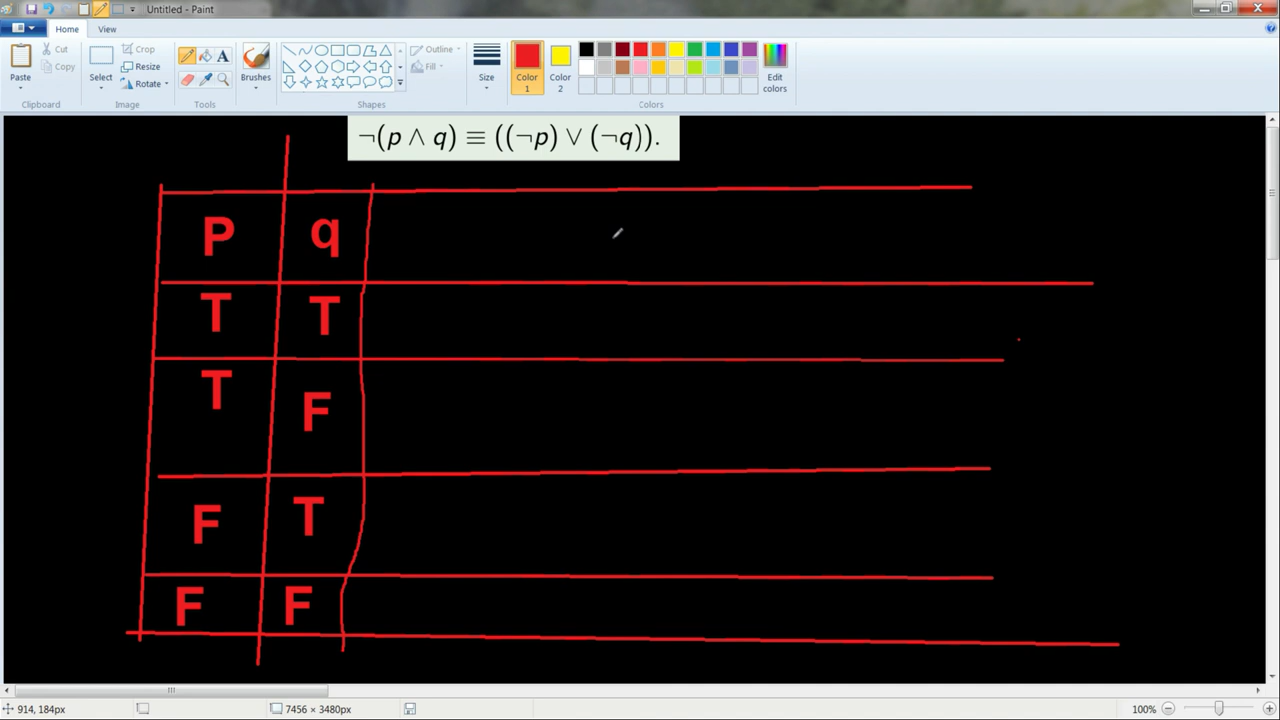 Untitled - Paint
Home View
Paste
Cut
Copy
Clipboard
Select
Crop
Resize
Rotate
Image
A
Tools
Brushes
Outline
Fill
Shapes
Size
Color 1
Color 2
Edit colors
Colors
¬(p ∧ q) ≡ ((¬p) ∨ (¬q)).
P q
T T
T F
F T
F F
914, 184px
7456 × 3480px
100%